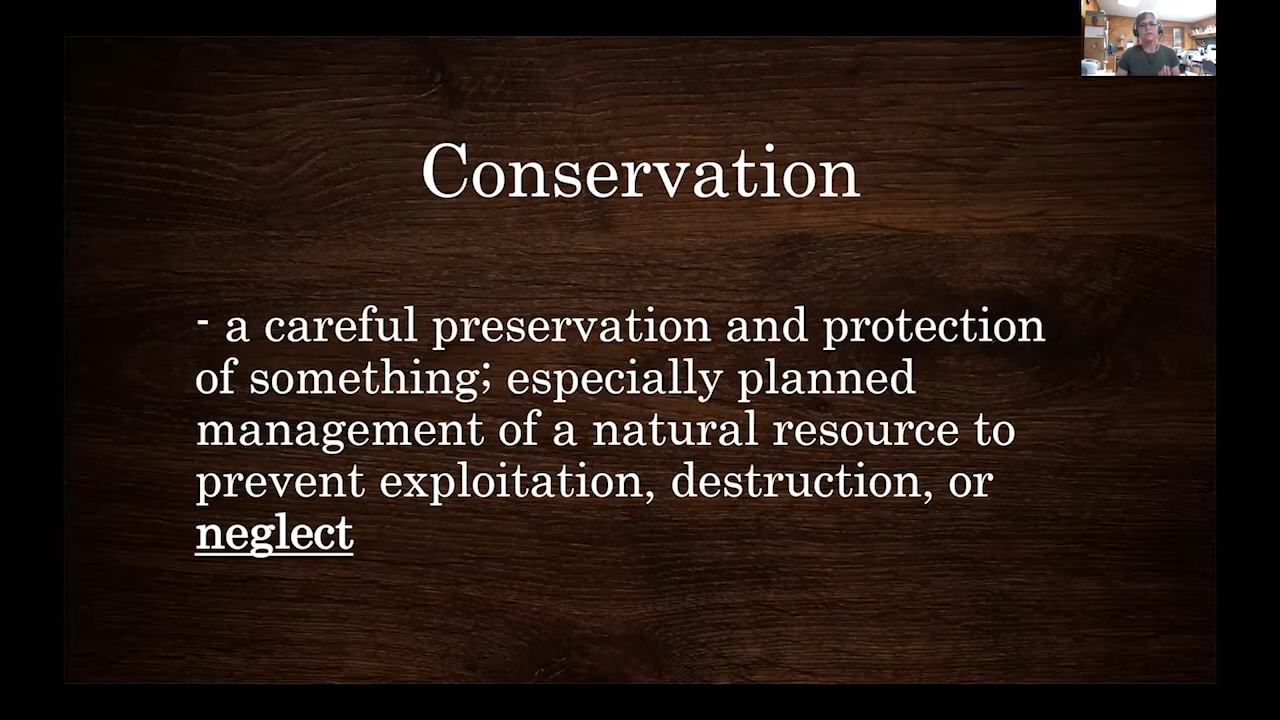 Conservation
- a careful preservation and protection
of something; especially planned
management of a natural resource to
prevent exploitation, destruction, or
neglect